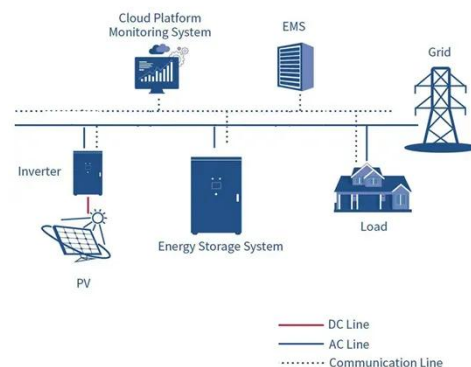 Cloud Platform
Monitoring System
EMS
Grid
Inverter
Energy Storage System
Load
PV
DC Line
AC Line
Communication Line